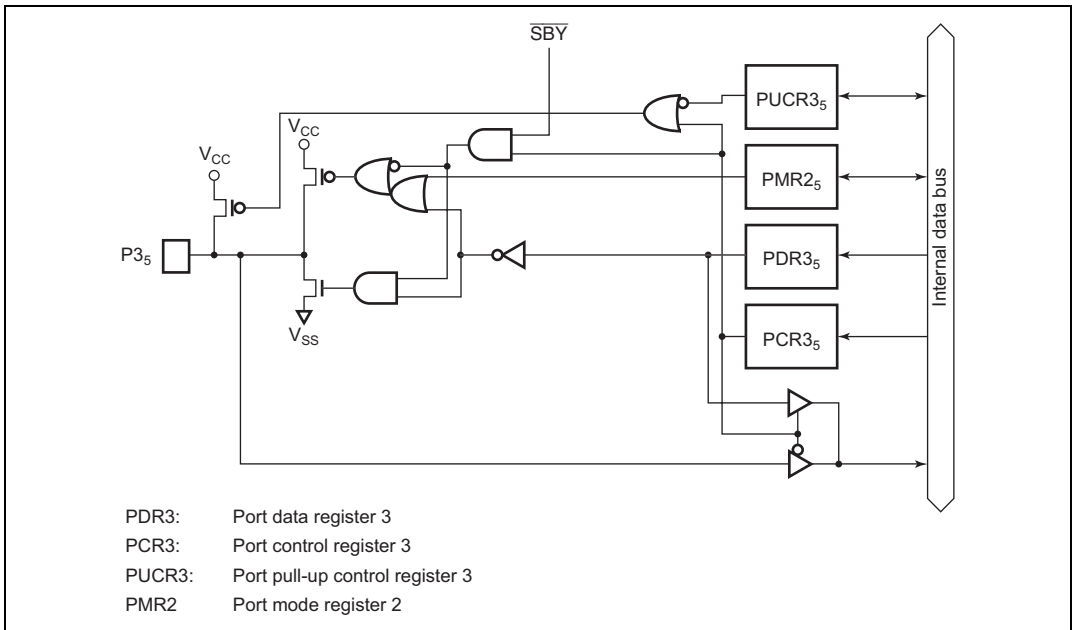 SBY
PUCR3₅
V_CC
V_CC
PMR2₅
P3₅
PDR3₅
Internal data bus
V_SS
PCR3₅
PDR3: Port data register 3
PCR3: Port control register 3
PUCR3: Port pull-up control register 3
PMR2 Port mode register 2